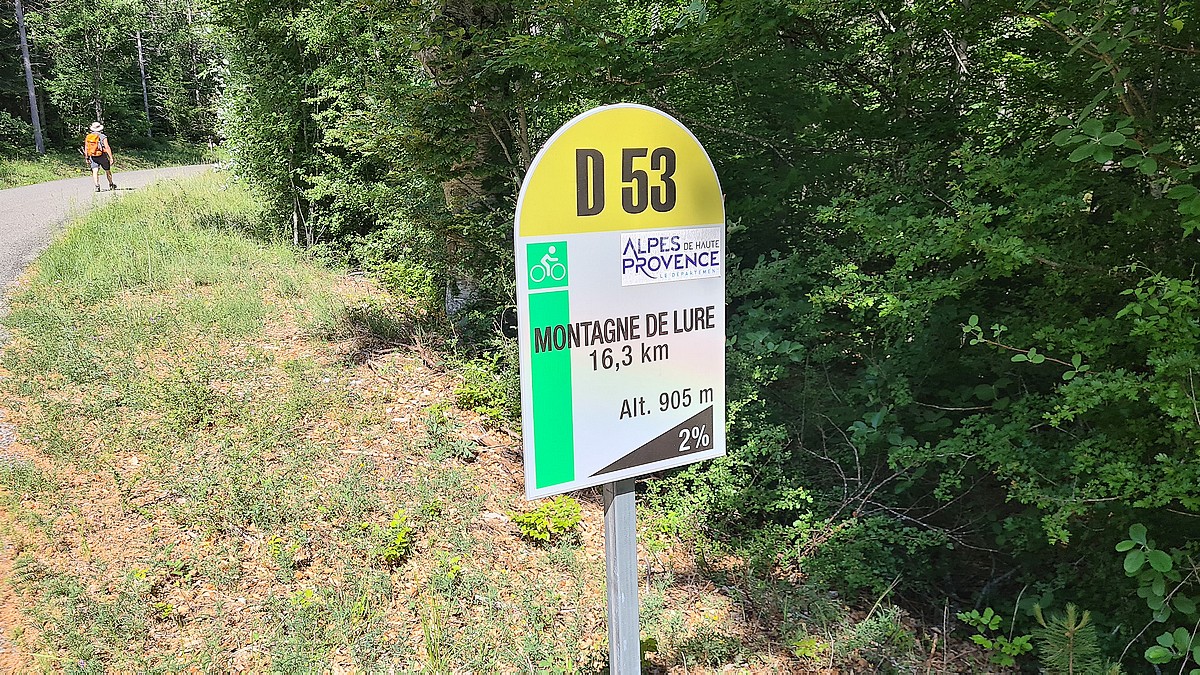 D 53
ALPES DE HAUTE
PROVENCE
LE DÉPARTEMENT
MONTAGNE DE LURE
16,3 km
Alt. 905 m
2%